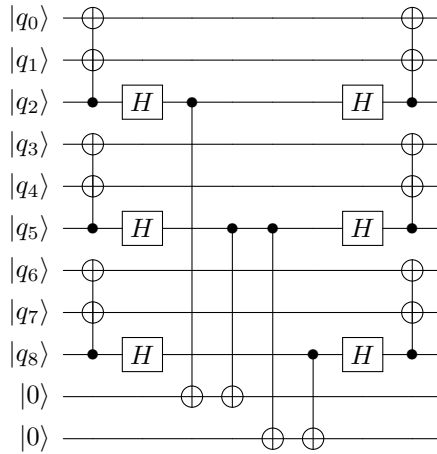 |q₀⟩
|q₁⟩
|q₂⟩ H H
|q₃⟩
|q₄⟩
|q₅⟩ H H
|q₆⟩
|q₇⟩
|q₈⟩ H H
|0⟩
|0⟩